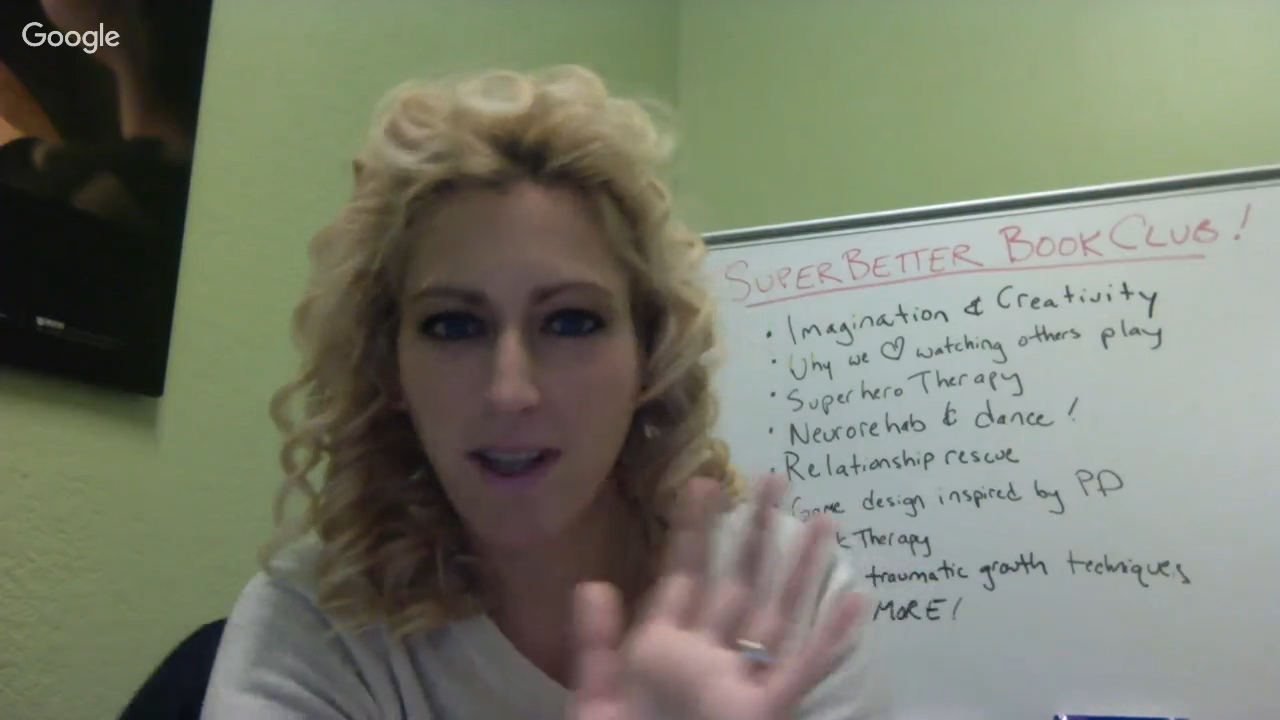 Google
SUPERBETTER BOOK CLUB!
• Imagination & Creativity
• Why we ♡ watching others play
• Superhero Therapy
• Neurorehab & dance!
• Relationship rescue
Game design inspired by PD
Therapy
traumatic growth techniques
MORE!